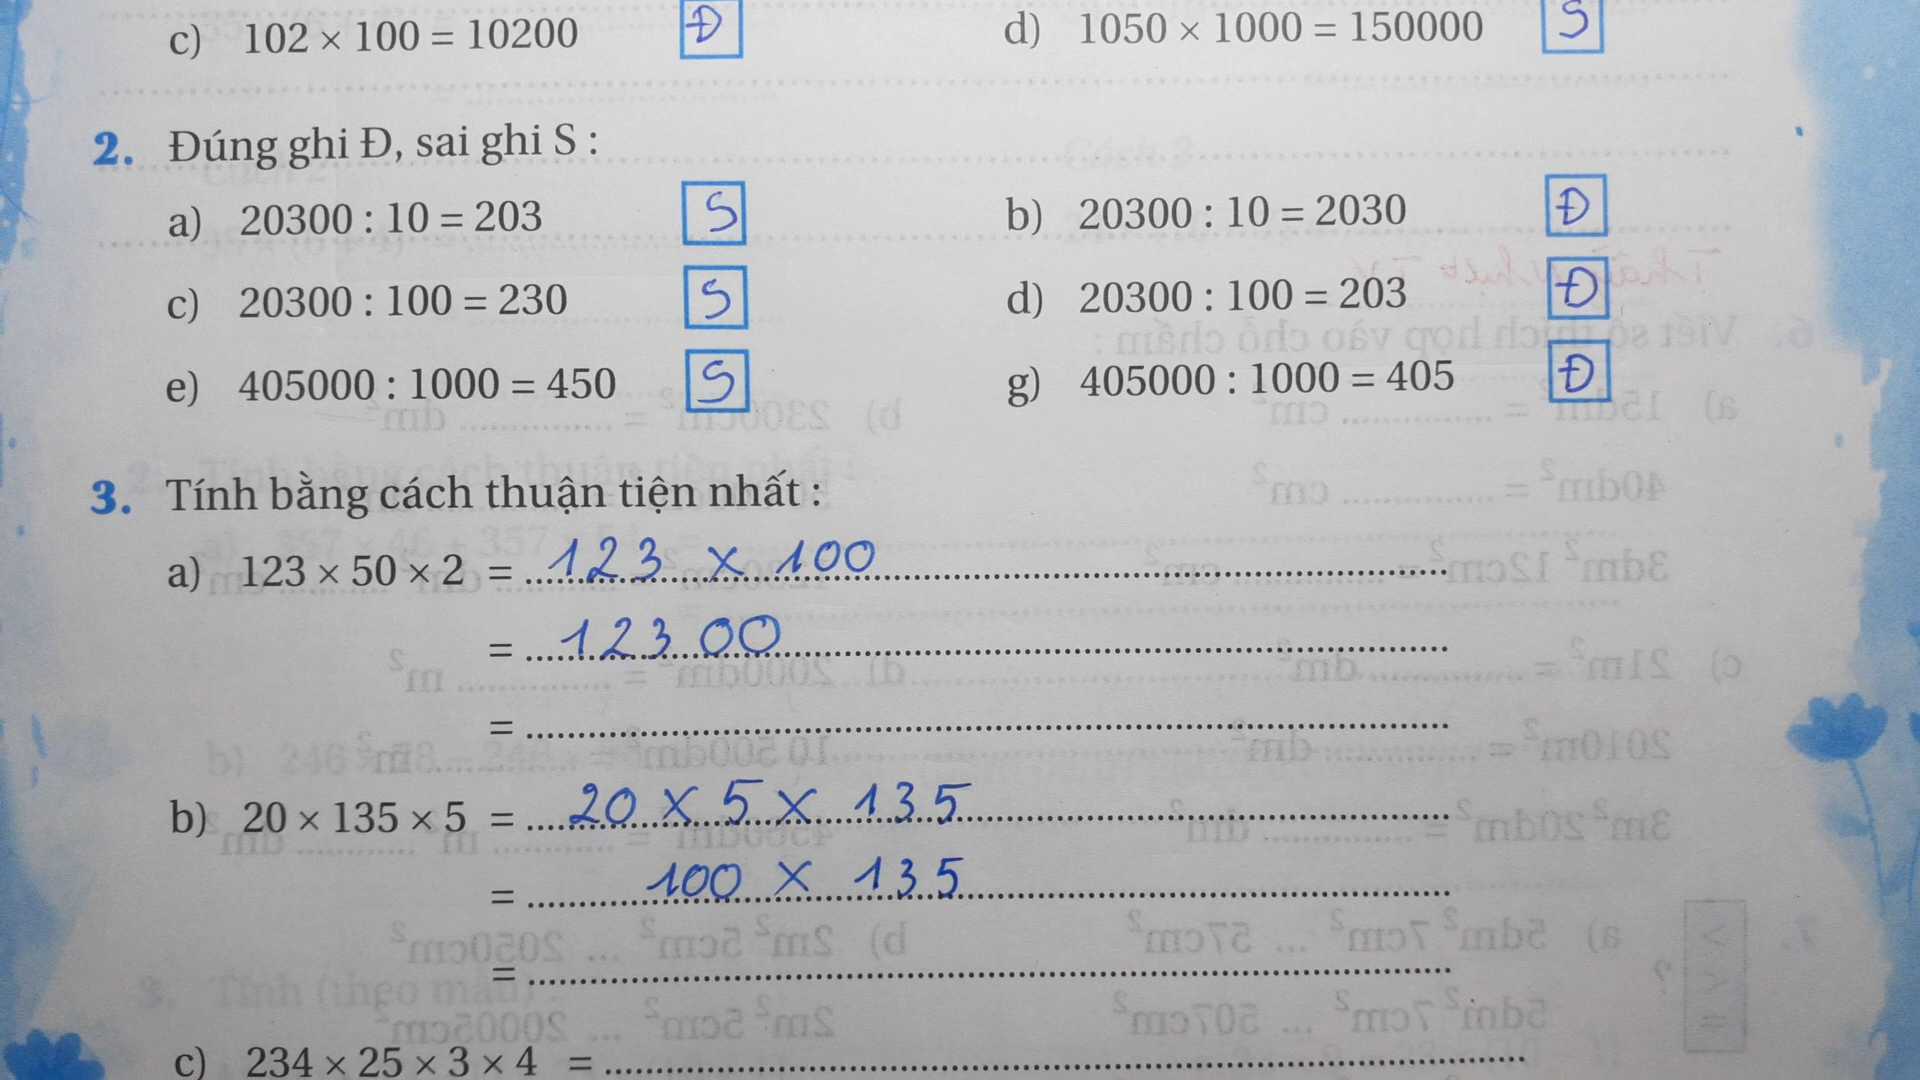 c) 102 × 100 = 10200 Đ d) 1050 × 1000 = 150000 S
2. Đúng ghi Đ, sai ghi S :
a) 20300 : 10 = 203 S b) 20300 : 10 = 2030 Đ
c) 20300 : 100 = 230 S d) 20300 : 100 = 203 Đ
e) 405000 : 1000 = 450 S g) 405000 : 1000 = 405 Đ
3. Tính bằng cách thuận tiện nhất :
a) 123 × 50 × 2 = 123 x 100
= 12300
=
b) 20 × 135 × 5 = 20 x 5 x 135
= 100 x 135
=
c) 234 × 25 × 3 × 4 =